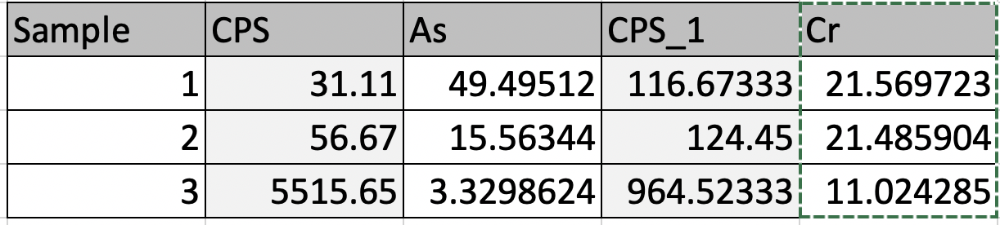 Sample CPS As CPS_1 Cr
1 31.11 49.49512 116.67333 21.569723
2 56.67 15.56344 124.45 21.485904
3 5515.65 3.3298624 964.52333 11.024285